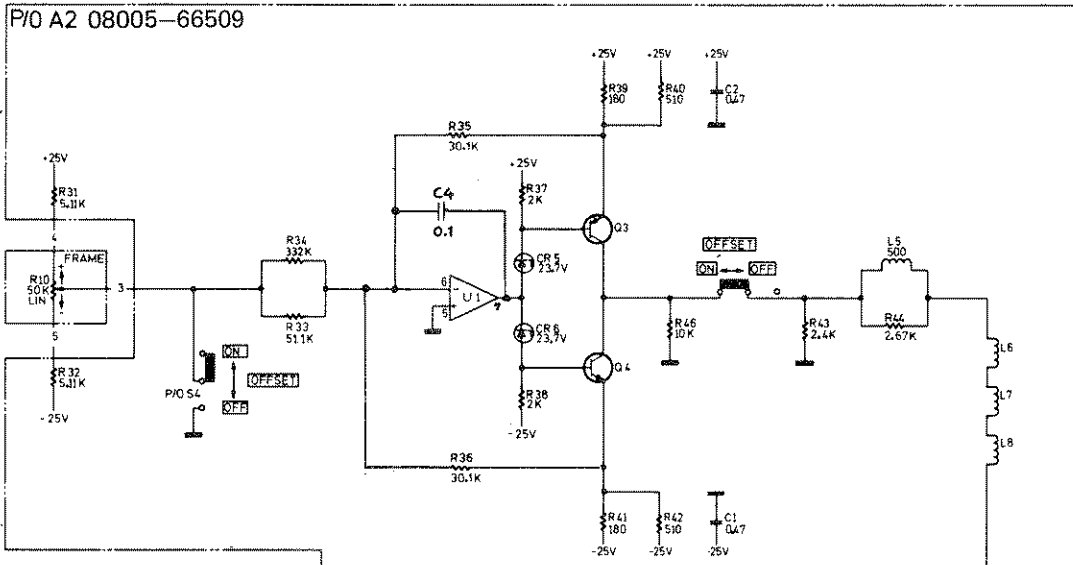 P/O A2 08005-66509
+25V
+25V
+25V
R39
180
R40
510
C2
0.47
R35
30.1K
+25V
R31
5.11K
+25V
R37
2K
C4
0.1
Q3
4
FRAME
R10
50K
LIN
+
-
3
5
R34
332K
R33
51.1K
CR5
23.7V
6
-
+
5
U1
7
CR6
23.7V
OFFSET
ON
OFF
L5
500
R44
2.67K
R46
10K
R43
2.4K
L6
R32
5.11K
-25V
P/O S4
ON
OFFSET
OFF
Q4
R38
2K
-25V
L7
L8
R36
30.1K
R41
180
R42
510
C1
0.47
-25V
-25V
-25V